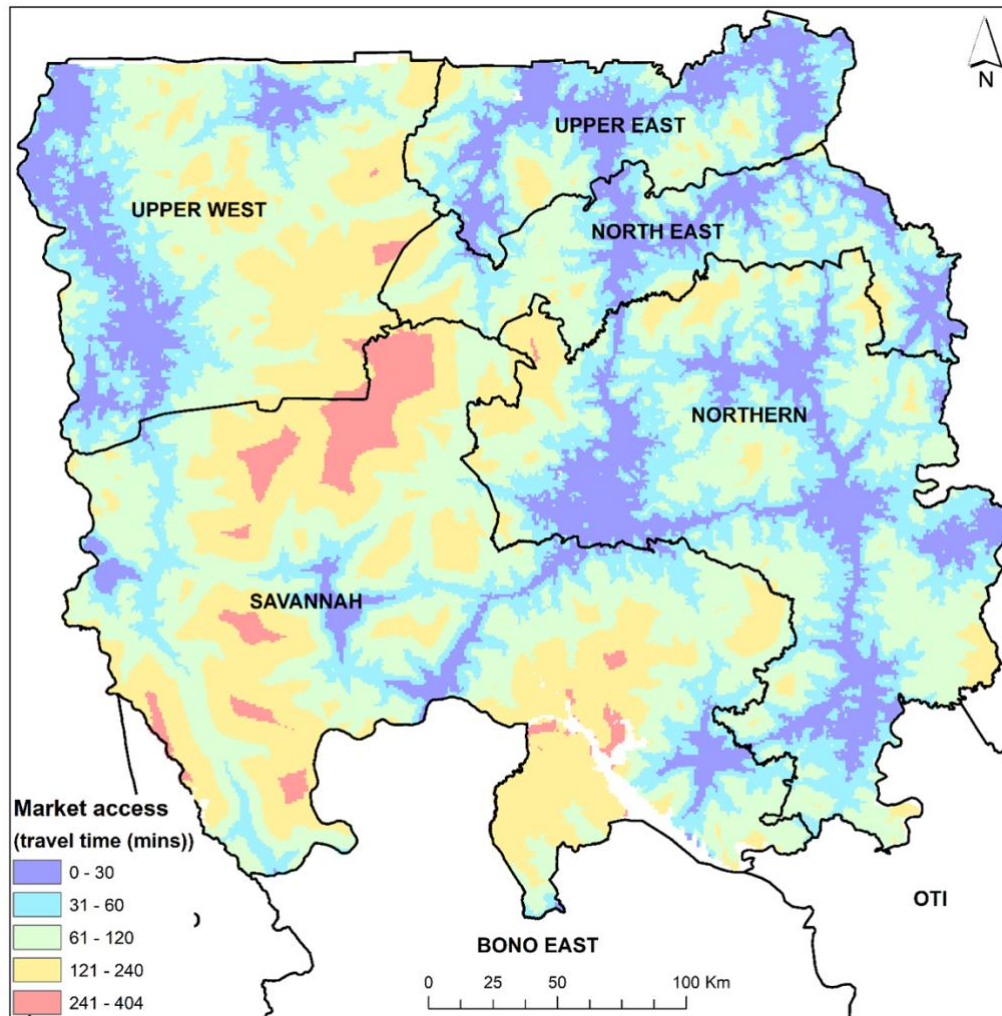 N
UPPER EAST
UPPER WEST
NORTH EAST
NORTHERN
SAVANNAH
Market access
(travel time (mins))
0 - 30
31 - 60
61 - 120
121 - 240
241 - 404
OTI
BONO EAST
0 25 50 100 Km